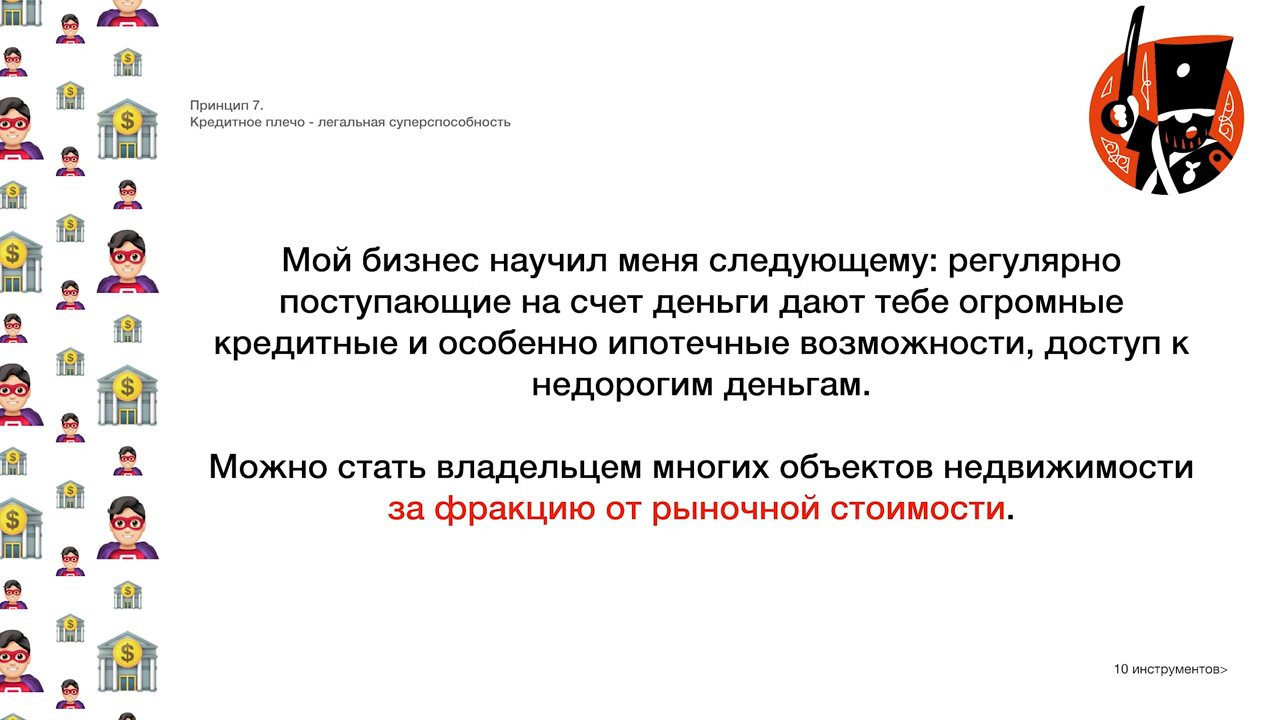 Принцип 7.
Кредитное плечо - легальная суперспособность
Мой бизнес научил меня следующему: регулярно
поступающие на счет деньги дают тебе огромные
кредитные и особенно ипотечные возможности, доступ к
недорогим деньгам.
Можно стать владельцем многих объектов недвижимости
за фракцию от рыночной стоимости.
10 инструментов>